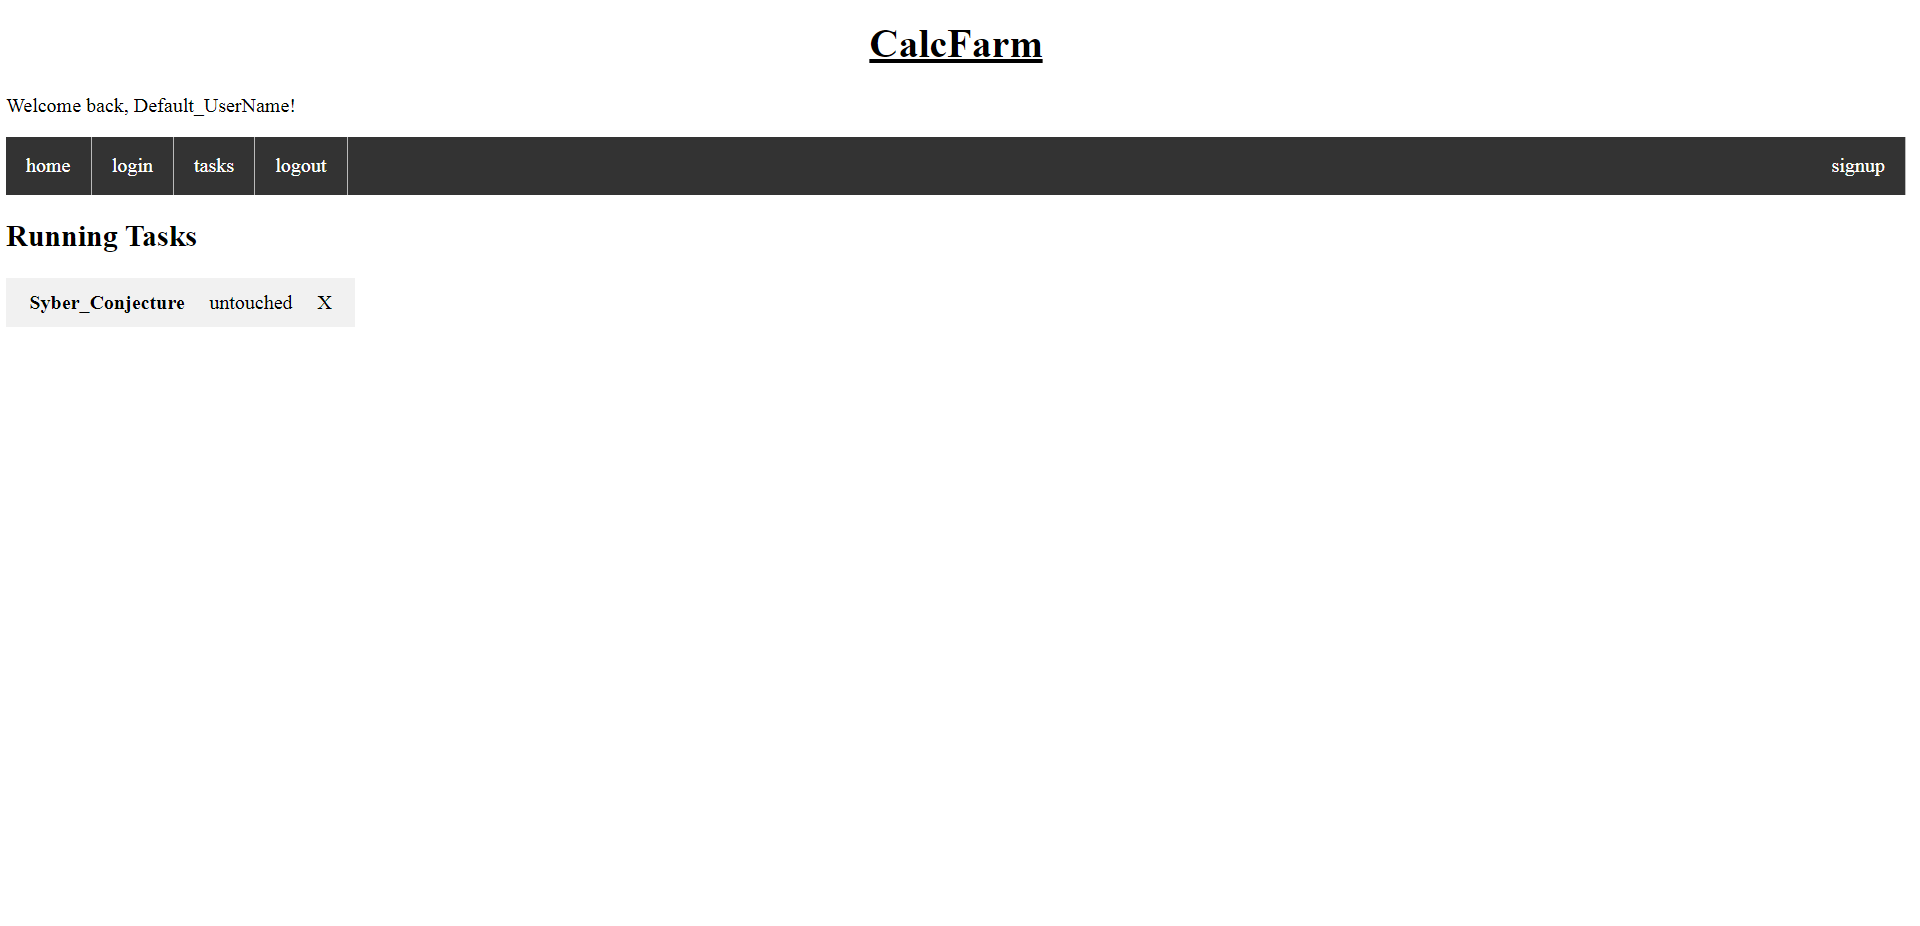 CalcFarm
Welcome back, Default_UserName!
home login tasks logout signup
Running Tasks
Syber_Conjecture untouched X